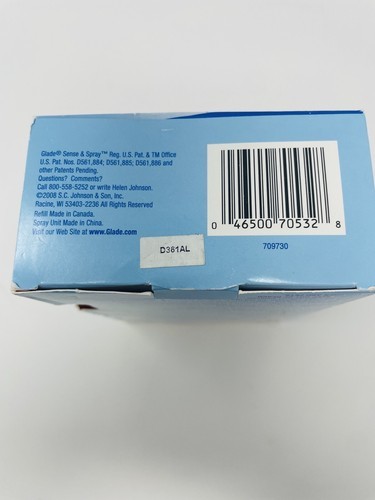 Glade® Sense & Spray™ Reg. U.S. Pat. & TM Office
U.S. Pat. Nos. D561,884; D561,885; D561,886 and
other Patents Pending.
Questions? Comments?
Call 800-558-5252 or write Helen Johnson.
©2008 S.C. Johnson & Son, Inc.
Racine, WI 53403-2236 All Rights Reserved
Refill Made in Canada.
Spray Unit Made in China.
Visit our Web Site at www.Glade.com
0 46500 70532 8
709730
D381AL